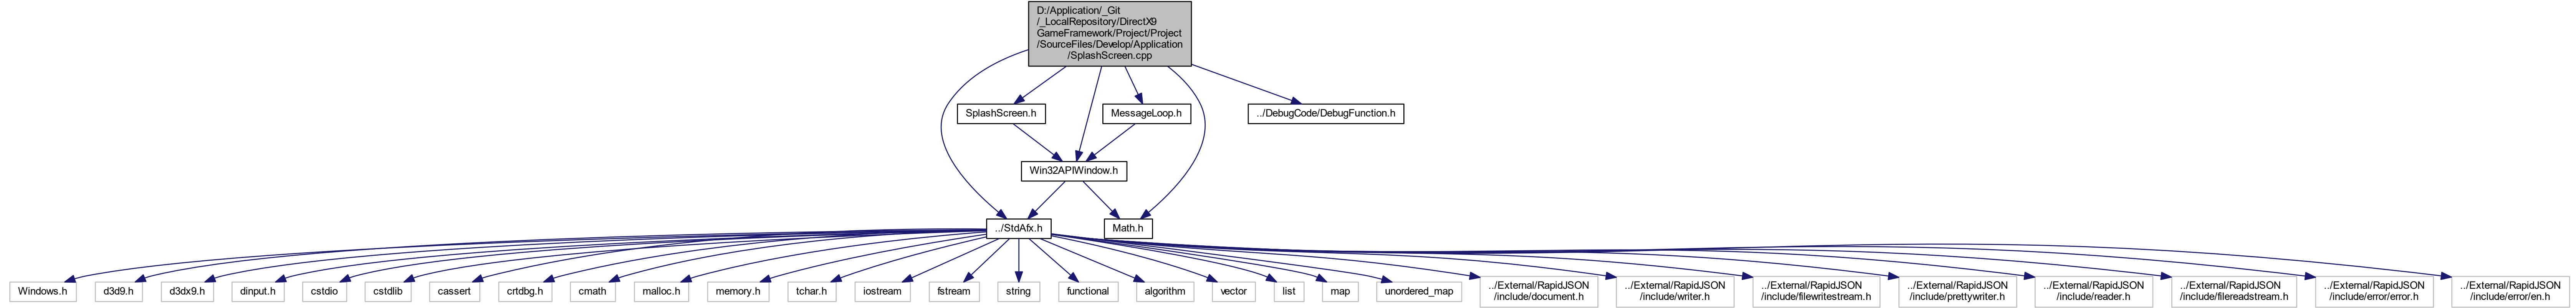 D:/Application/_Git
/_LocalRepository/DirectX9
GameFramework/Project/Project
/SourceFiles/Develop/Application
/SplashScreen.cpp
SplashScreen.h
MessageLoop.h
../DebugCode/DebugFunction.h
Win32APIWindow.h
../StdAfx.h
Math.h
Windows.h
d3d9.h
d3dx9.h
dinput.h
cstdio
cstdlib
cassert
crtdbg.h
cmath
malloc.h
memory.h
tchar.h
iostream
fstream
string
functional
algorithm
vector
list
map
unordered_map
../External/RapidJSON
/include/document.h
../External/RapidJSON
/include/writer.h
../External/RapidJSON
/include/filewritestream.h
../External/RapidJSON
/include/prettywriter.h
../External/RapidJSON
/include/reader.h
../External/RapidJSON
/include/filereadstream.h
../External/RapidJSON
/include/error/error.h
../External/RapidJSON
/include/error/en.h